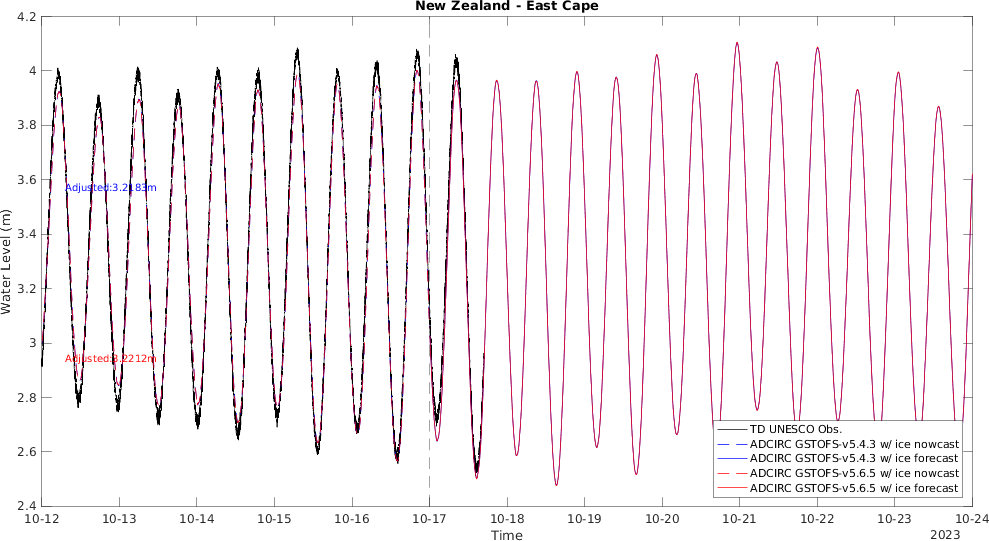 New Zealand - East Cape
4.2
4
3.8
3.6
3.4
3.2
3
2.8
2.6
2.4
Water Level (m)
Adjusted:3.2183m
Adjusted:3.2212m
TD UNESCO Obs.
ADCIRC GSTOFS-v5.4.3 w/ ice nowcast
ADCIRC GSTOFS-v5.4.3 w/ ice forecast
ADCIRC GSTOFS-v5.6.5 w/ ice nowcast
ADCIRC GSTOFS-v5.6.5 w/ ice forecast
10-12 10-13 10-14 10-15 10-16 10-17 10-18 10-19 10-20 10-21 10-22 10-23 10-24
Time
2023